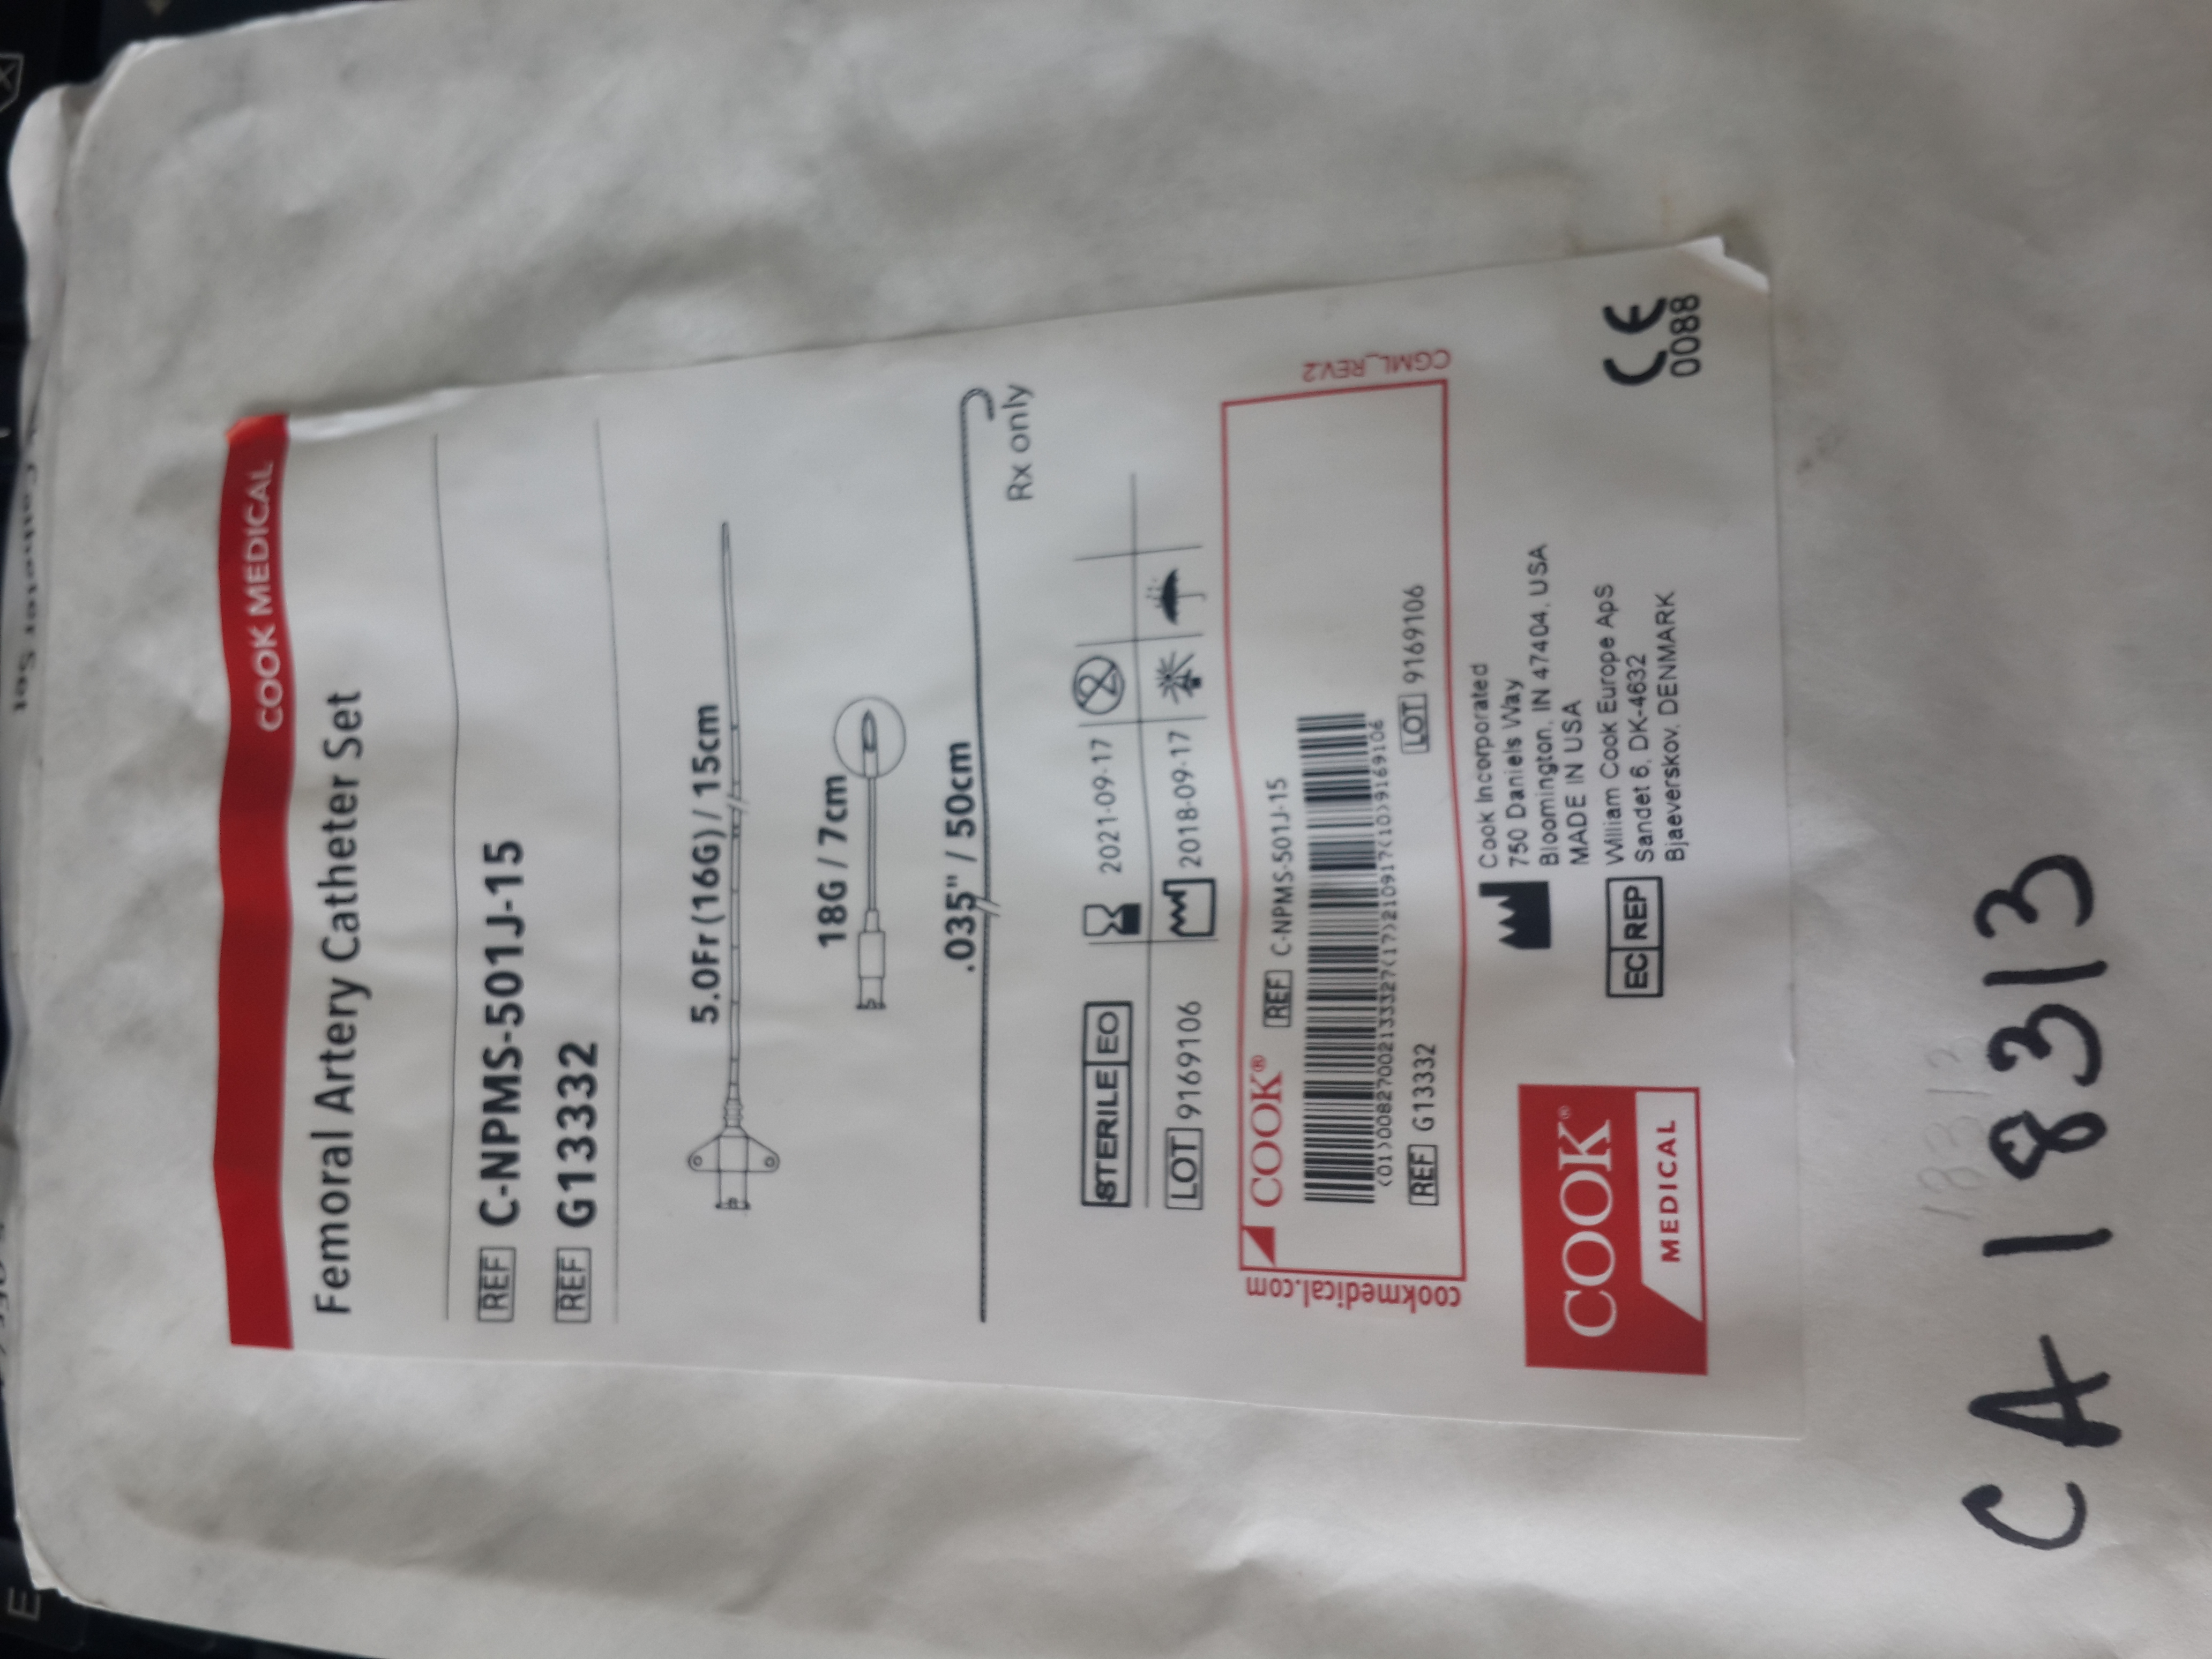 E
Catheter Set
COOK MEDICAL
Femoral Artery Catheter Set
REF C-NPMS-501J-15
REF G13332
5.0Fr (16G) / 15cm
18G / 7cm
.035" / 50cm
Rx only
STERILE EO 2021-09-17 2
LOT 9169106 2018-09-17
cookmedical.com
COOK® REF C-NPMS-501J-15
(01)00827002133327(17)210917(10)9169106
REF G13332 LOT 9169106
CGML_REV.2
Cook Incorporated
750 Daniels Way
Bloomington, IN 47404, USA
MADE IN USA
COOK®
MEDICAL
EC REP William Cook Europe ApS
Sandet 6, DK-4632
Bjaeverskov, DENMARK
CE
0088
18313
CA 18313